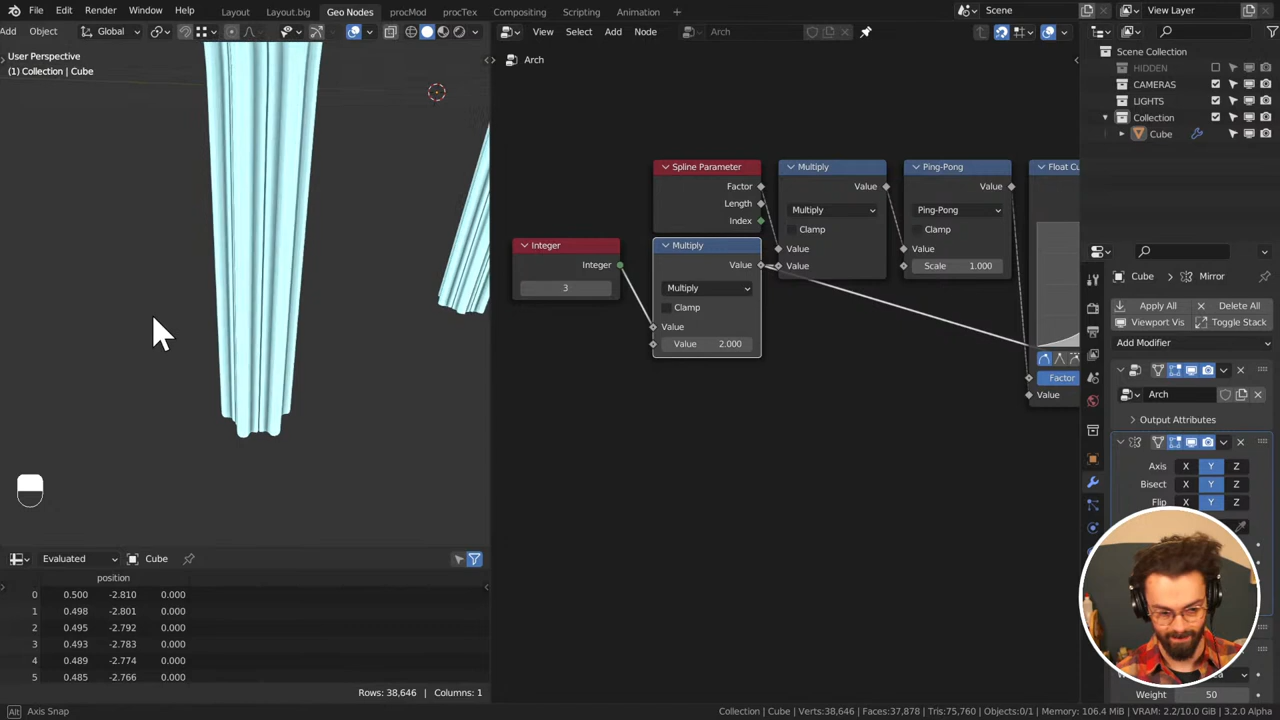 File Edit Render Window Help Layout Layout.big Geo Nodes procMod procTex Compositing Scripting Animation + Scene View Layer
Add Object Global View Select Add Node Arch
User Perspective
(1) Collection | Cube
Arch
Scene Collection
HIDDEN
CAMERAS
LIGHTS
Collection
Cube
Spline Parameter
Factor
Length
Index
Multiply
Value
Multiply
Clamp
Value
Value
Ping-Pong
Value
Ping-Pong
Clamp
Value
Scale 1.000
Float Cu
Factor
Value
Integer
Integer
3
Multiply
Value
Multiply
Clamp
Value
Value 2.000
Cube Mirror
Apply All Delete All
Viewport Vis Toggle Stack
Add Modifier
Arch
Output Attributes
Axis X Y Z
Bisect X Y Z
Flip X Y Z
Weight 50
Evaluated Cube
position
0 0.500 -2.810 0.000
1 0.498 -2.801 0.000
2 0.495 -2.792 0.000
3 0.493 -2.783 0.000
4 0.489 -2.774 0.000
5 0.485 -2.766 0.000
Rows: 38,646 | Columns: 1
Alt Axis Snap
Collection | Cube | Verts:38,646 | Faces:37,878 | Tris:75,760 | Objects:0/1 | Memory: 106.4 MiB | VRAM: 2.2/10.0 GiB | 3.2.0 Alpha